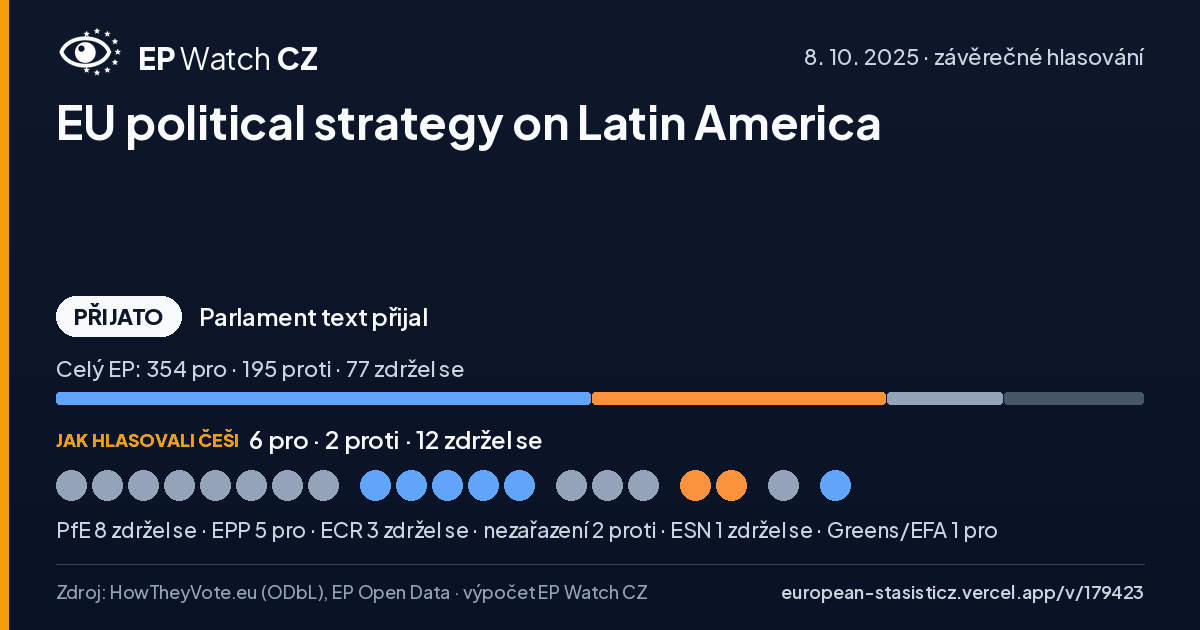 EP Watch CZ
8. 10. 2025 · závěrečné hlasování
EU political strategy on Latin America
PŘIJATO Parlament text přijal
Celý EP: 354 pro · 195 proti · 77 zdržel se
JAK HLASOVALI ČEŠI 6 pro · 2 proti · 12 zdržel se
PfE 8 zdržel se · EPP 5 pro · ECR 3 zdržel se · nezařazení 2 proti · ESN 1 zdržel se · Greens/EFA 1 pro
Zdroj: HowTheyVote.eu (ODbL), EP Open Data · výpočet EP Watch CZ
european-stasisticz.vercel.app/v/179423